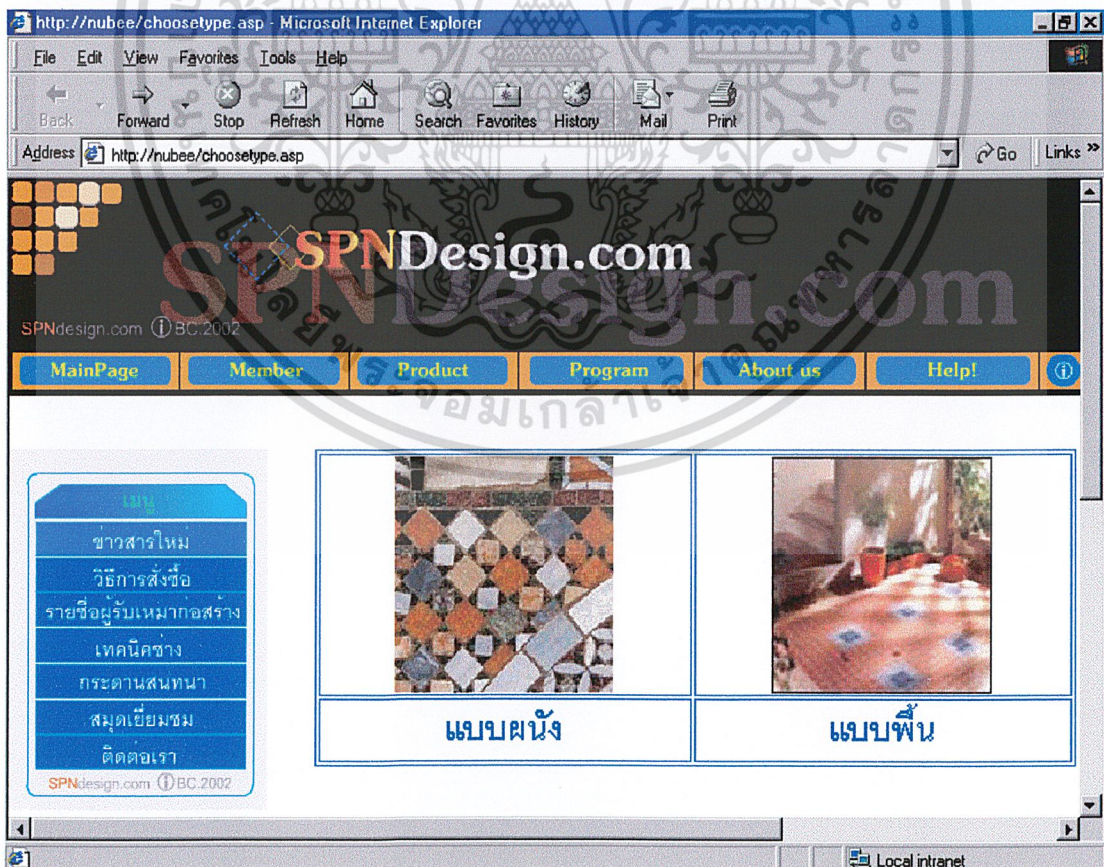 http://nubee/choosetype.asp - Microsoft Internet Explorer
File Edit View Favorites Tools Help
Back Forward Stop Refresh Home Search Favorites History Mail Print
Address http://nubee/choosetype.asp Go Links »
SPNDesign.com
SPNDesign.com
SPNdesign.com ⓘ BC.2002
MainPage Member Product Program About us Help! ⓘ
เมนู
ข่าวสารใหม่
วิธีการสั่งซื้อ
รายชื่อผู้รับเหมาก่อสร้าง
เทคนิคช่าง
กระดานสนทนา
สมุดเยี่ยมชม
ติดต่อเรา
SPNdesign.com ⓘ BC.2002
แบบผนัง แบบพื้น
Local intranet